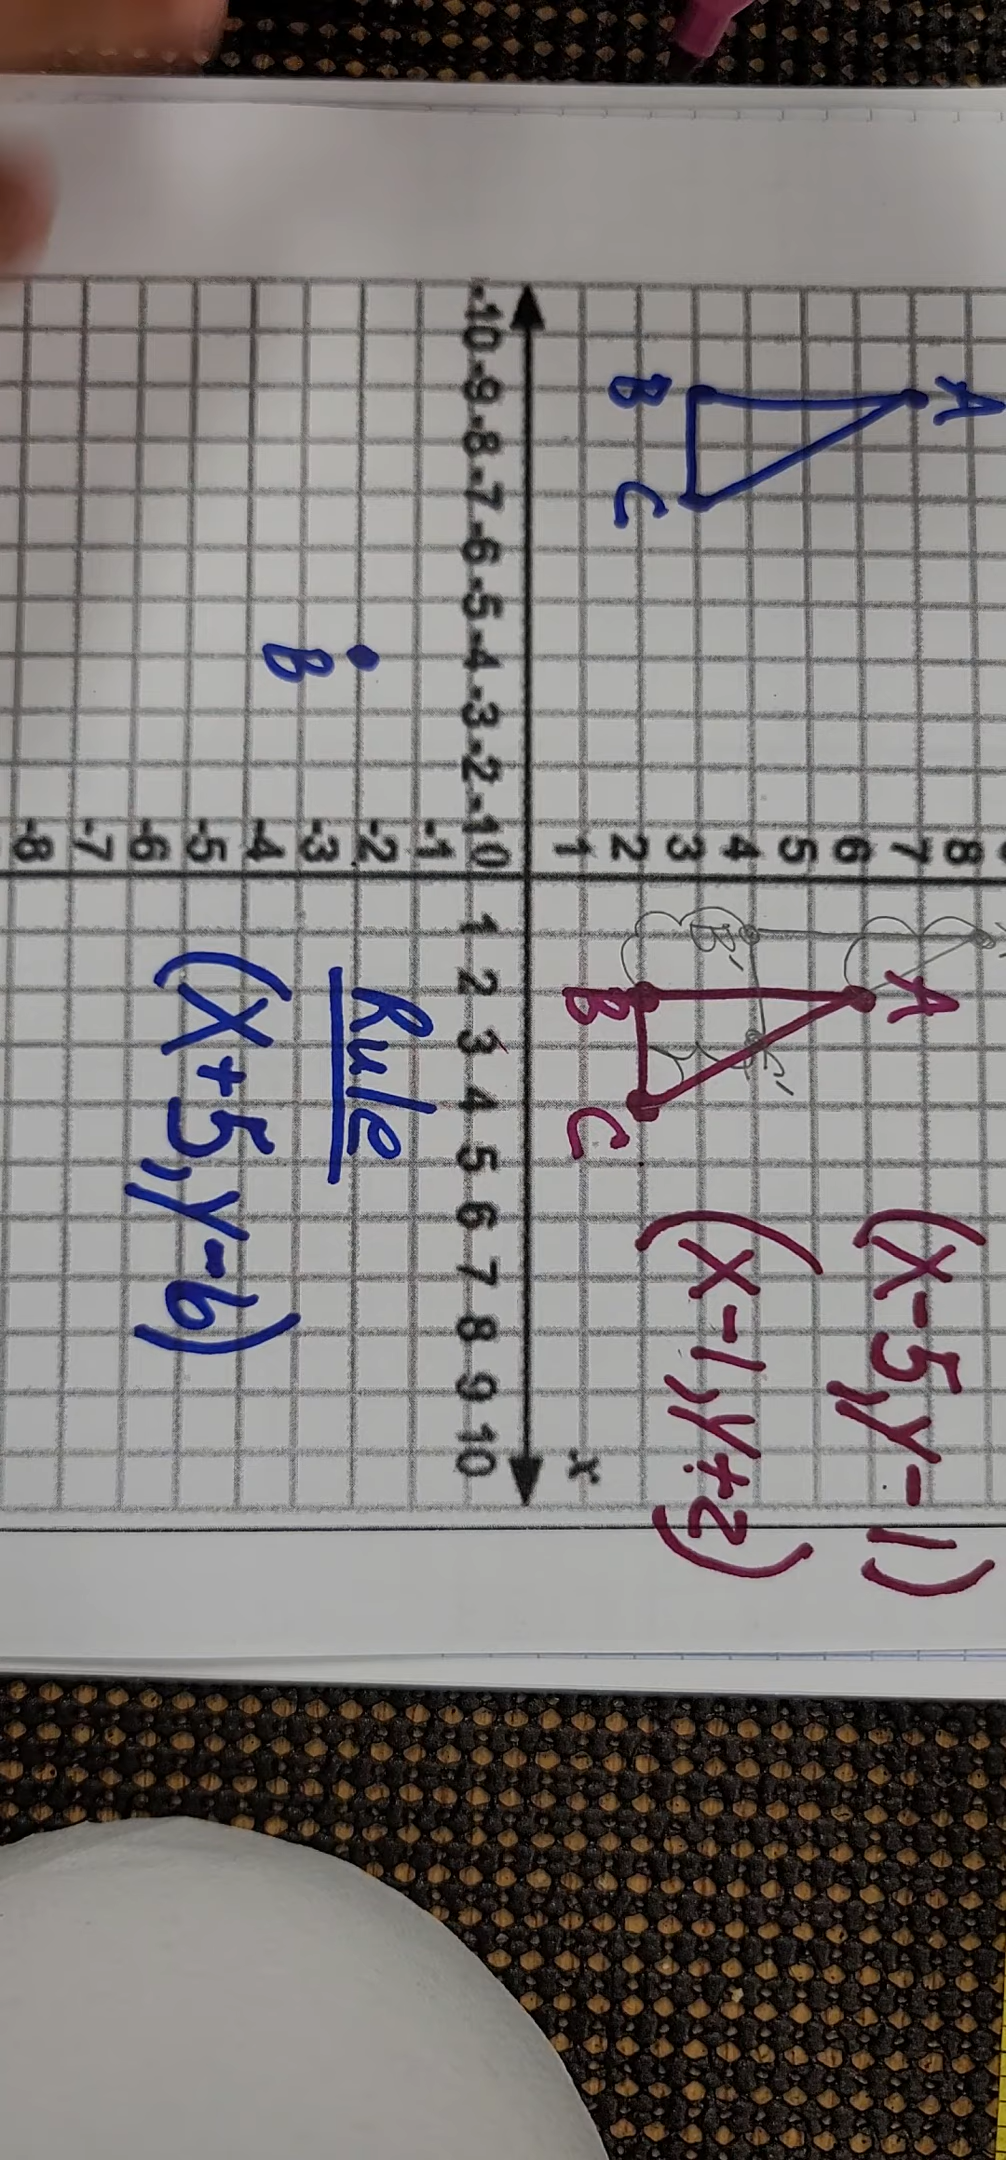 8
7
6
5
4
3
2
1
A
B C
A
B C
B'
C'
(x-5,y-1)
(x-1,y+2)
x
-10-9-8-7-6-5-4-3-2-10 1 2 3 4 5 6 7 8 9 10
-1
-2
-3
-4
-5
-6
-7
-8
B
Rule
(x+5,y-6)